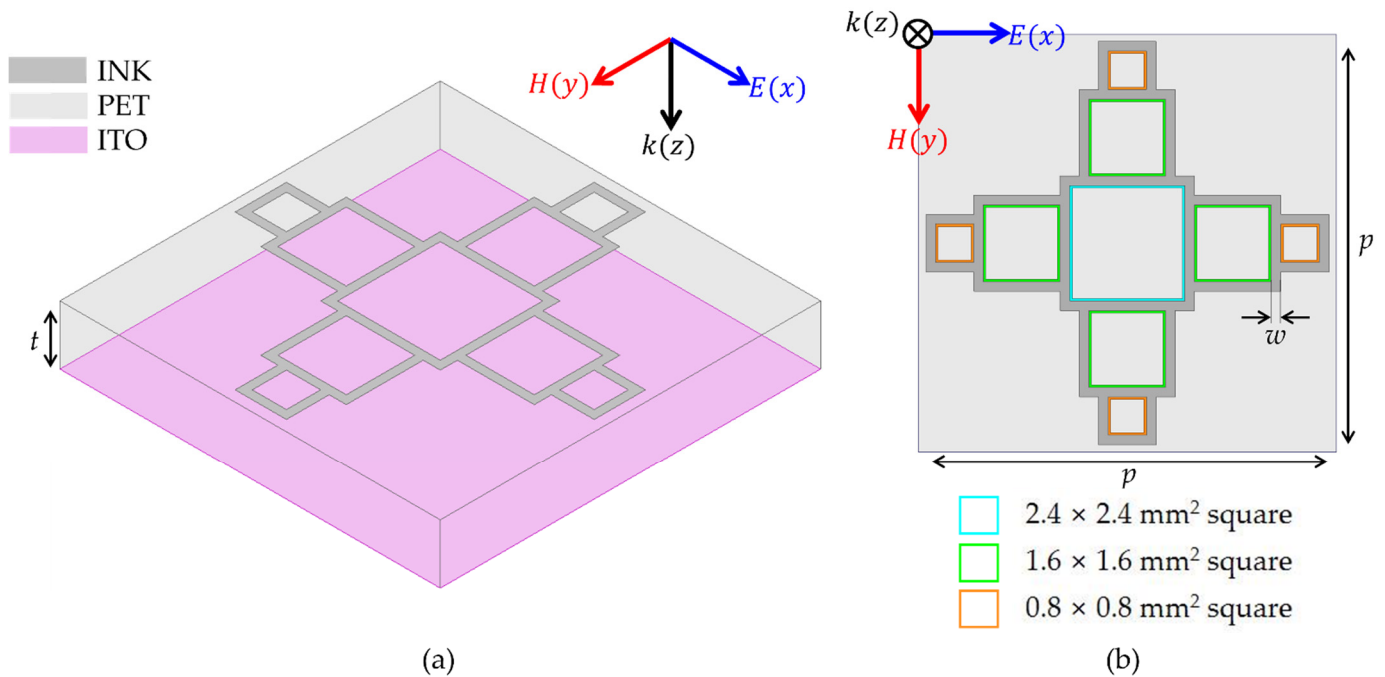 INK
PET
ITO
H(y)
E(x)
k(z)
t
(a)
k(z)
E(x)
H(y)
p
w
p
2.4 × 2.4 mm² square
1.6 × 1.6 mm² square
0.8 × 0.8 mm² square
(b)